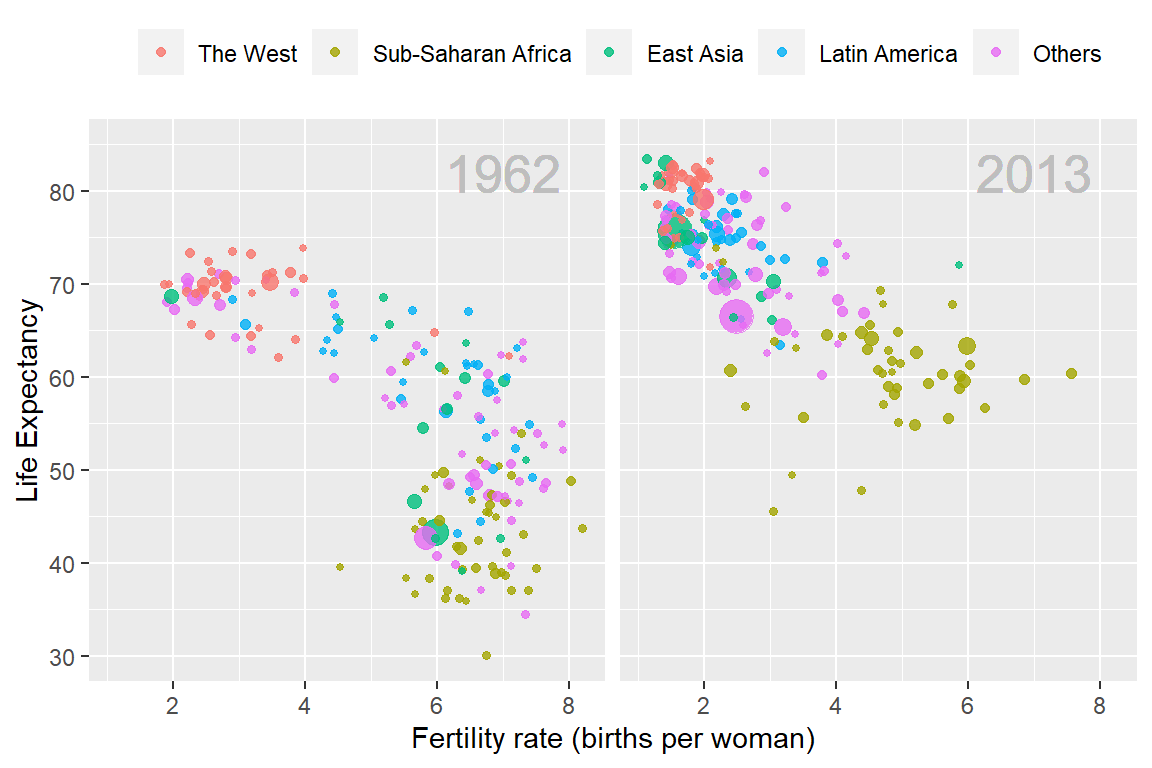 The West Sub-Saharan Africa East Asia Latin America Others
1962 2013
80
70
60
50
40
30
Life Expectancy
2 4 6 8 2 4 6 8
Fertility rate (births per woman)